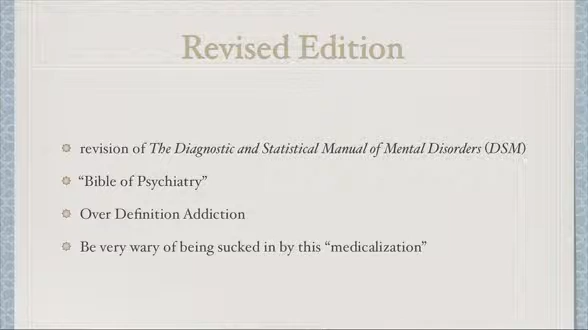 Revised Edition
revision of The Diagnostic and Statistical Manual of Mental Disorders (DSM)
“Bible of Psychiatry”
Over Definition Addiction
Be very wary of being sucked in by this “medicalization”